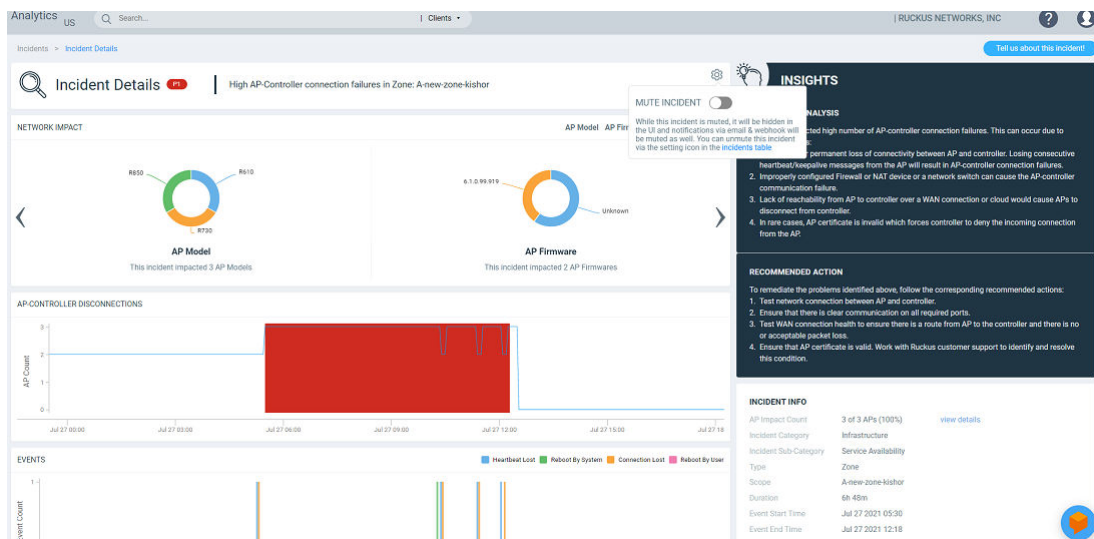 Analytics US
Search...
| Clients
| RUCKUS NETWORKS, INC
?
Incidents > Incident Details
Tell us about this incident!
Incident Details P1
High AP-Controller connection failures in Zone: A-new-zone-kishor
MUTE INCIDENT
While this incident is muted, it will be hidden in
the UI and notifications via email & webhook will
be muted as well. You can unmute this incident
via the setting icon in the incidents table
NETWORK IMPACT
AP Model AP
R850
R610
R730
AP Model
This incident impacted 3 AP Models
6.1.0.99.919
Unknown
AP Firmware
This incident impacted 2 AP Firmwares
AP-CONTROLLER DISCONNECTIONS
AP Count
3
2
1
0
Jul 27 00:00
Jul 27 03:00
Jul 27 06:00
Jul 27 09:00
Jul 27 12:00
Jul 27 15:00
Jul 27 18
EVENTS
Heartbeat Lost
Reboot By System
Connection Lost
Reboot By User
1
Event Count
INSIGHTS
high number of AP-controller connection failures. This can occur due to
permanent loss of connectivity between AP and controller. Losing consecutive
heartbeat/keepalive messages from the AP will result in AP-controller connection failures.
2. Improperly configured Firewall or NAT device or a network switch can cause the AP-controller
communication failure.
3. Lack of reachability from AP to controller over a WAN connection or cloud would cause APs to
disconnect from controller.
4. In rare cases, AP certificate is invalid which forces controller to deny the incoming connection
from the AP.
RECOMMENDED ACTION
To remediate the problems identified above, follow the corresponding recommended actions:
1. Test network connection between AP and controller.
2. Ensure that there is clear communication on all required ports.
3. Test WAN connection health to ensure there is a route from AP to the controller and there is no
or acceptable packet loss.
4. Ensure that AP certificate is valid. Work with Ruckus customer support to identify and resolve
this condition.
INCIDENT INFO
AP Impact Count 3 of 3 APs (100%) view details
Incident Category Infrastructure
Incident Sub-Category Service Availability
Type Zone
Scope A-new-zone-kishor
Duration 6h 48m
Event Start Time Jul 27 2021 05:30
Event End Time Jul 27 2021 12:18